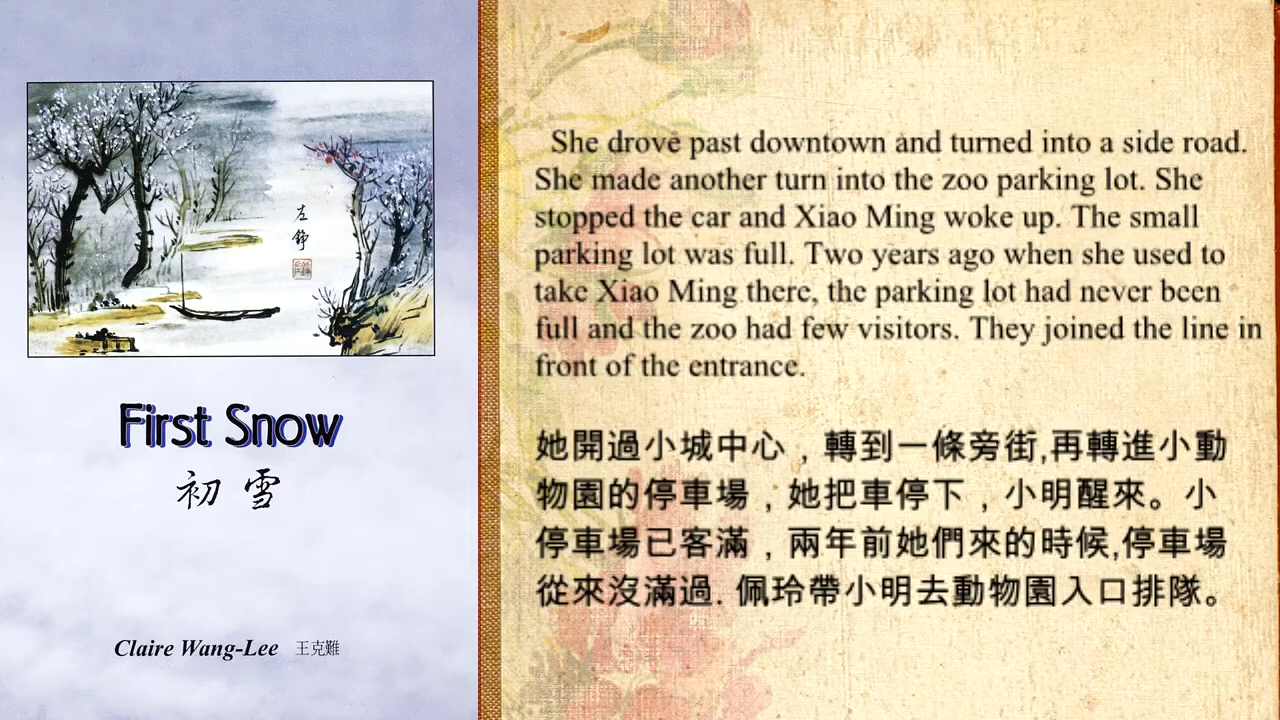 左
錚
First Snow
初 雪
Claire Wang-Lee 王克難
She drove past downtown and turned into a side road.
She made another turn into the zoo parking lot. She
stopped the car and Xiao Ming woke up. The small
parking lot was full. Two years ago when she used to
take Xiao Ming there, the parking lot had never been
full and the zoo had few visitors. They joined the line in
front of the entrance.
她開過小城中心，轉到一條旁街,再轉進小動
物園的停車場，她把車停下，小明醒來。小
停車場已客滿，兩年前她們來的時候,停車場
從來沒滿過. 佩玲帶小明去動物園入口排隊。